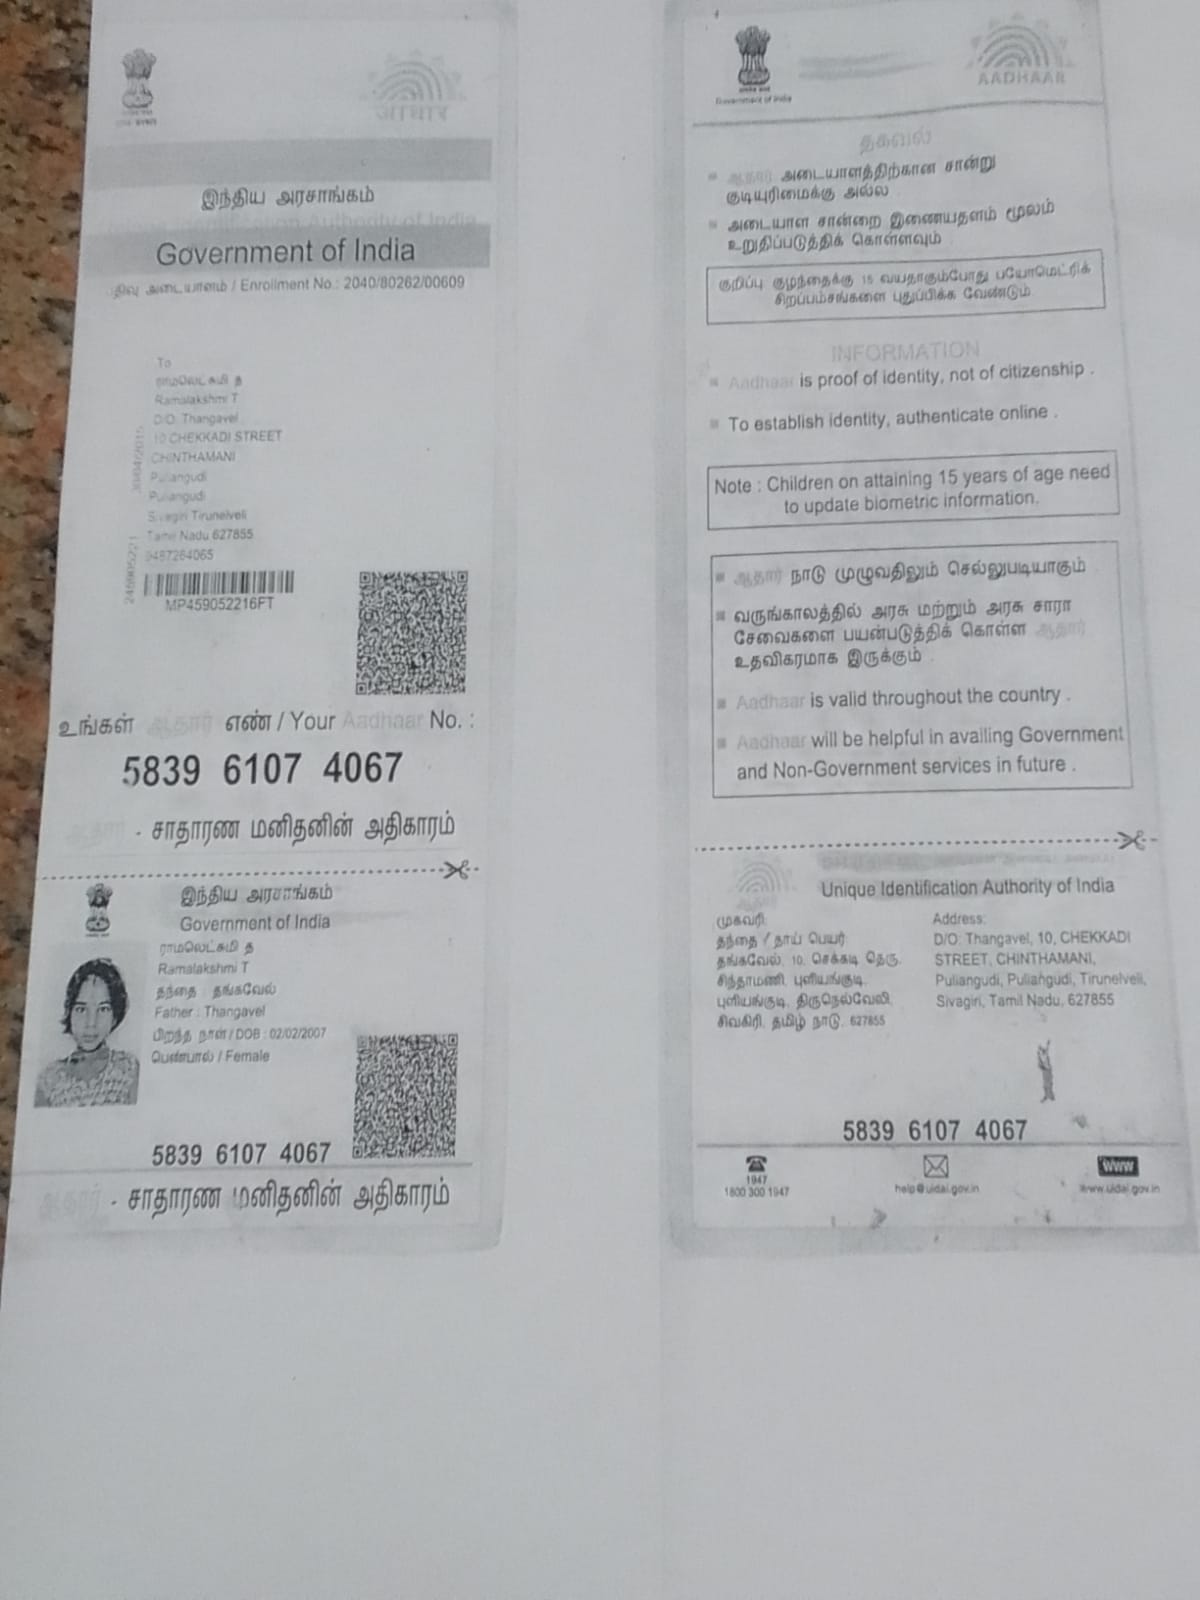 आधार
இந்திய அரசாங்கம்
Government of India
அடையாளம் / Enrollment No.: 2040/80262/00609
To
ராமலெட்சுமி த
Ramalakshmi T
D/O: Thangavel
10 CHEKKADI STREET
CHINTHAMANI
Puliangudi
Puliangudi
Sivagiri Tirunelveli
Tamil Nadu 627855
9487264065
MP459052216FT
உங்கள் ஆதார் எண் / Your Aadhaar No. :
5839 6107 4067
ஆதார் - சாதாரண மனிதனின் அதிகாரம்
இந்திய அரசாங்கம்
Government of India
ராமலெட்சுமி த
Ramalakshmi T
தந்தை : தங்கவேல்
Father : Thangavel
பிறந்த நாள் / DOB : 02/02/2007
பெண்பால் / Female
5839 6107 4067
ஆதார் - சாதாரண மனிதனின் அதிகாரம்
Government of India
AADHAAR
தகவல்
ஆதார் அடையாளத்திற்கான சான்று
குடியுரிமைக்கு அல்ல
அடையாள சான்றை இணையதளம் மூலம்
உறுதிப்படுத்திக் கொள்ளவும்
குறிப்பு குழந்தைக்கு 15 வயதாகும்போது பயோமெட்ரிக்
சிறப்பம்சங்களை புதுப்பிக்க வேண்டும்
INFORMATION
Aadhaar is proof of identity, not of citizenship .
To establish identity, authenticate online .
Note : Children on attaining 15 years of age need
to update biometric information.
ஆதார் நாடு முழுவதிலும் செல்லுபடியாகும்
வருங்காலத்தில் அரசு மற்றும் அரசு சாரா
சேவைகளை பயன்படுத்திக் கொள்ள ஆதார்
உதவிகரமாக இருக்கும்
Aadhaar is valid throughout the country .
Aadhaar will be helpful in availing Government
and Non-Government services in future .
Unique Identification Authority of India
முகவரி
தந்தை / தாய் பெயர்
தங்கவேல், 10, செக்கடி தெரு,
சிந்தாமணி, புளியங்குடி,
புளியங்குடி, திருநெல்வேலி,
சிவகிரி, தமிழ் நாடு, 627855
Address:
D/O: Thangavel, 10, CHEKKADI
STREET, CHINTHAMANI,
Puliangudi, Puliangudi, Tirunelveli,
Sivagiri, Tamil Nadu, 627855
5839 6107 4067
1947
1800 300 1947
help@uidai.gov.in
www
www.uidai.gov.in